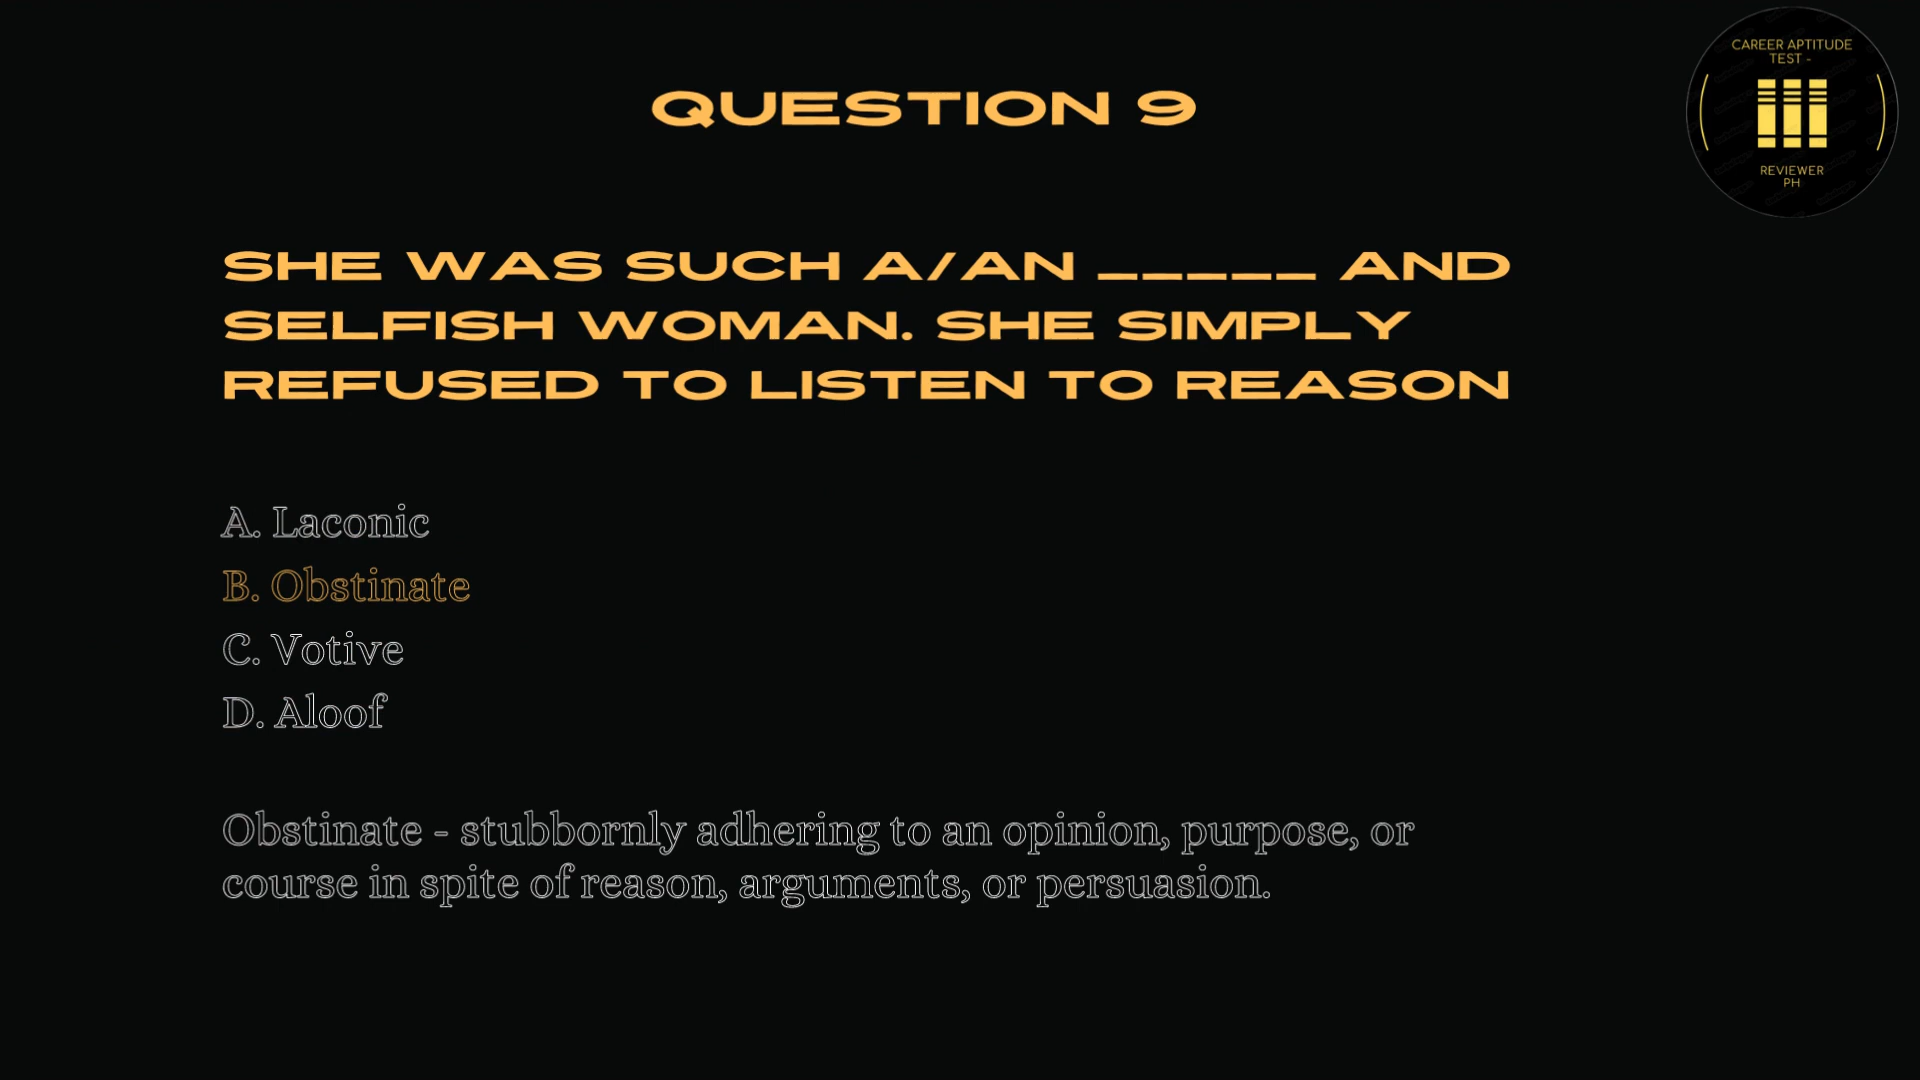 CAREER APTITUDE
TEST -
REVIEWER
PH
QUESTION 9
SHE WAS SUCH A/AN _____ AND
SELFISH WOMAN. SHE SIMPLY
REFUSED TO LISTEN TO REASON
A. Laconic
B. Obstinate
C. Votive
D. Aloof
Obstinate - stubbornly adhering to an opinion, purpose, or
course in spite of reason, arguments, or persuasion.